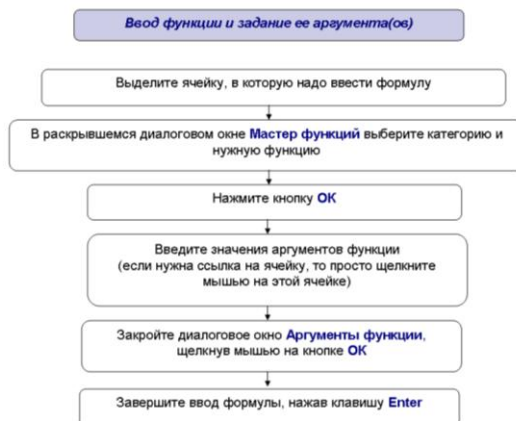 Ввод функции и задание ее аргумента(ов)
Выделите ячейку, в которую надо ввести формулу
В раскрывшемся диалоговом окне Мастер функций выберите категорию и
нужную функцию
Нажмите кнопку ОК
Введите значения аргументов функции
(если нужна ссылка на ячейку, то просто щелкните
мышью на этой ячейке)
Закройте диалоговое окно Аргументы функции,
щелкнув мышью на кнопке ОК
Завершите ввод формулы, нажав клавишу Enter